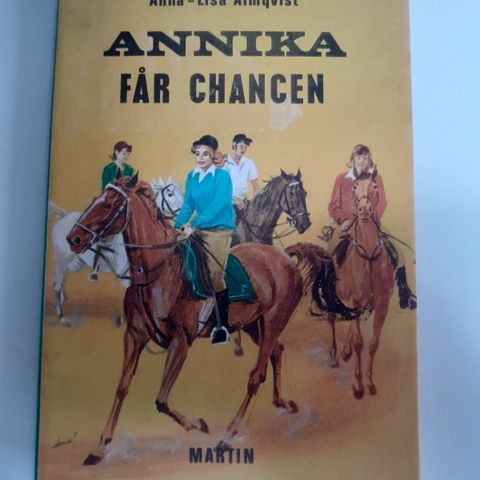 Anna-Lisa Almqvist
ANNIKA
FÅR CHANCEN
MARTIN